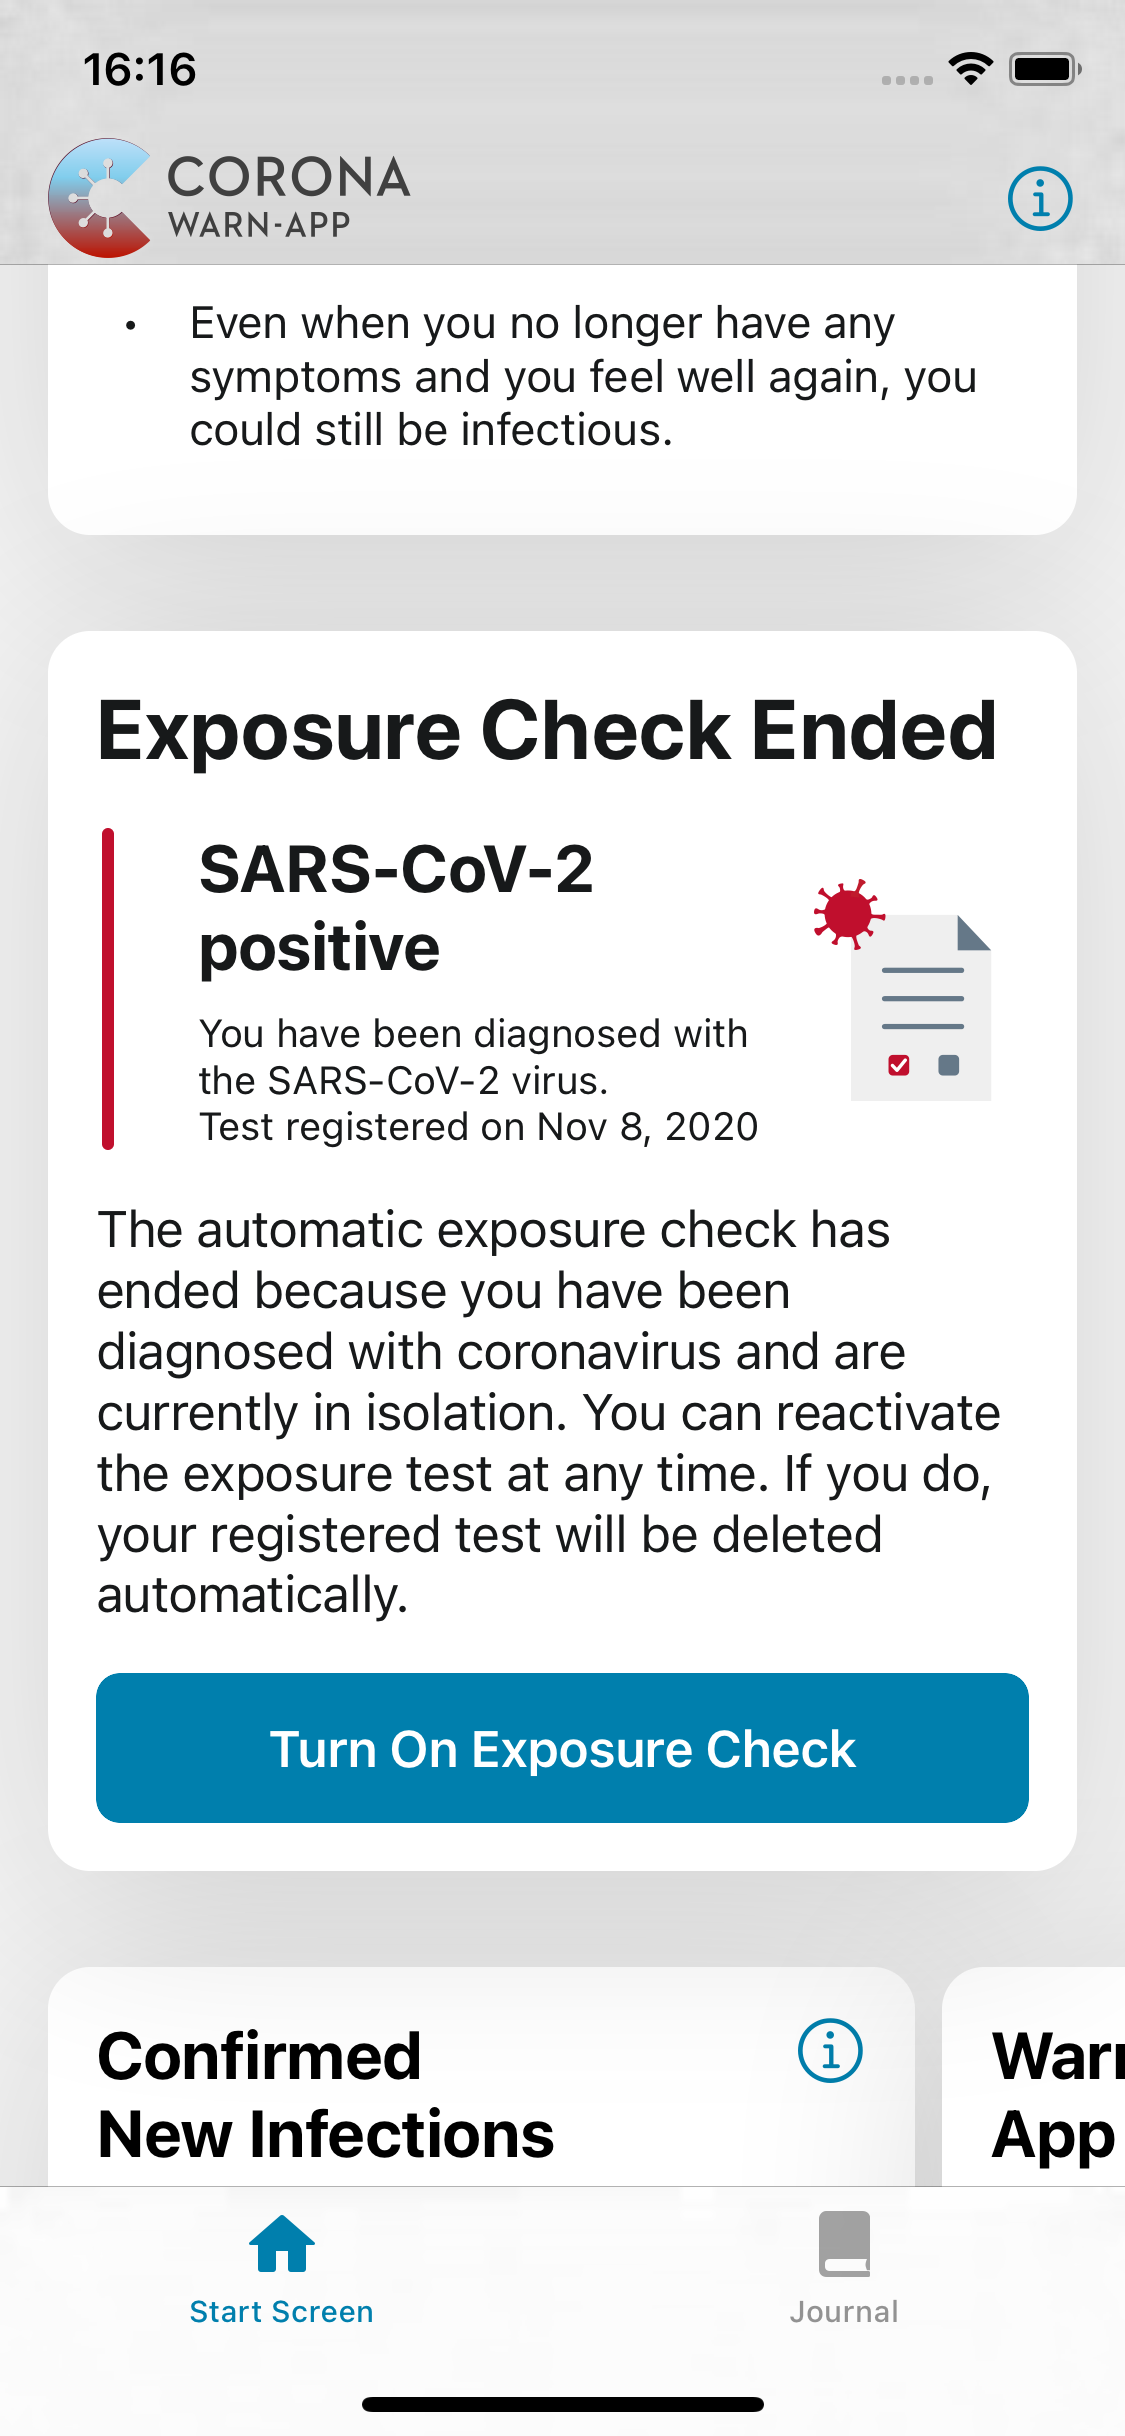 16:16
CORONA
WARN-APP
• Even when you no longer have any
symptoms and you feel well again, you
could still be infectious.
Exposure Check Ended
SARS-CoV-2
positive
You have been diagnosed with
the SARS-CoV-2 virus.
Test registered on Nov 8, 2020
The automatic exposure check has
ended because you have been
diagnosed with coronavirus and are
currently in isolation. You can reactivate
the exposure test at any time. If you do,
your registered test will be deleted
automatically.
Turn On Exposure Check
Confirmed
New Infections
App
Start Screen
Journal